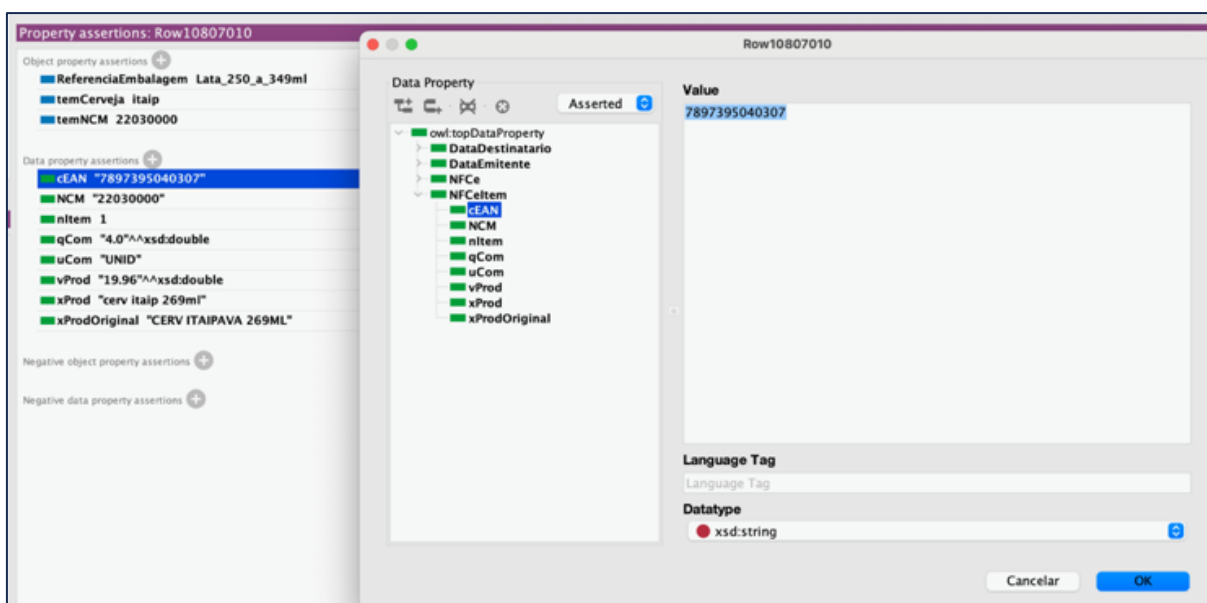 Property assertions: Row10807010
Object property assertions
ReferenciaEmbalagem Lata_250_a_349ml
temCerveja itaip
temNCM 22030000
Data property assertions
cEAN "7897395040307"
NCM "22030000"
nItem 1
qCom "4.0"^^xsd:double
uCom "UNID"
vProd "19.96"^^xsd:double
xProd "cerv itaip 269ml"
xProdOriginal "CERV ITAIPAVA 269ML"
Negative object property assertions
Negative data property assertions
Row10807010
Data Property
Asserted
owl:topDataProperty
DataDestinatario
DataEmitente
NFCe
NFCeItem
cEAN
NCM
nItem
qCom
uCom
vProd
xProd
xProdOriginal
Value
7897395040307
Language Tag
Language Tag
Datatype
xsd:string
Cancelar
OK